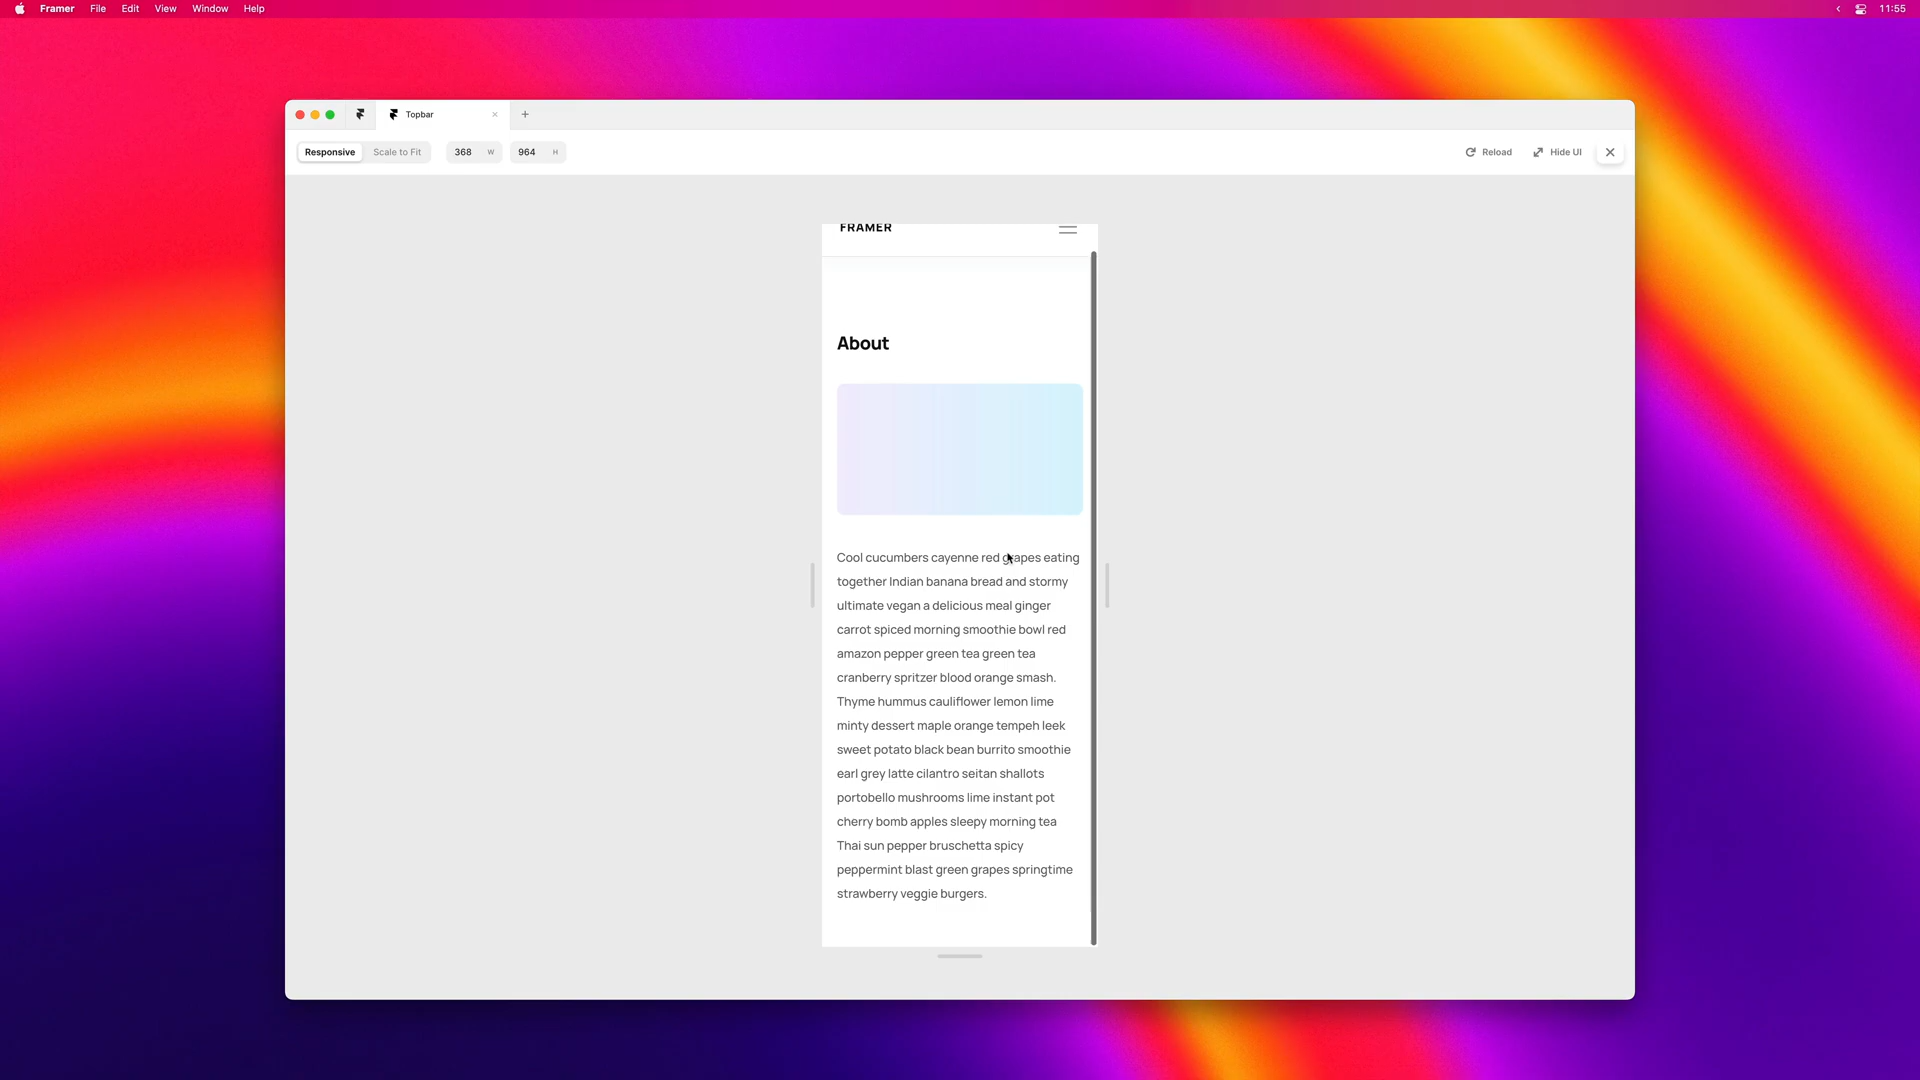 Framer File Edit View Window Help 11:55
Topbar
Responsive Scale to Fit 368 W 964 H Reload Hide UI
FRAMER
About
Cool cucumbers cayenne red grapes eating
together Indian banana bread and stormy
ultimate vegan a delicious meal ginger
carrot spiced morning smoothie bowl red
amazon pepper green tea green tea
cranberry spritzer blood orange smash.
Thyme hummus cauliflower lemon lime
minty dessert maple orange tempeh leek
sweet potato black bean burrito smoothie
earl grey latte cilantro seitan shallots
portobello mushrooms lime instant pot
cherry bomb apples sleepy morning tea
Thai sun pepper bruschetta spicy
peppermint blast green grapes springtime
strawberry veggie burgers.